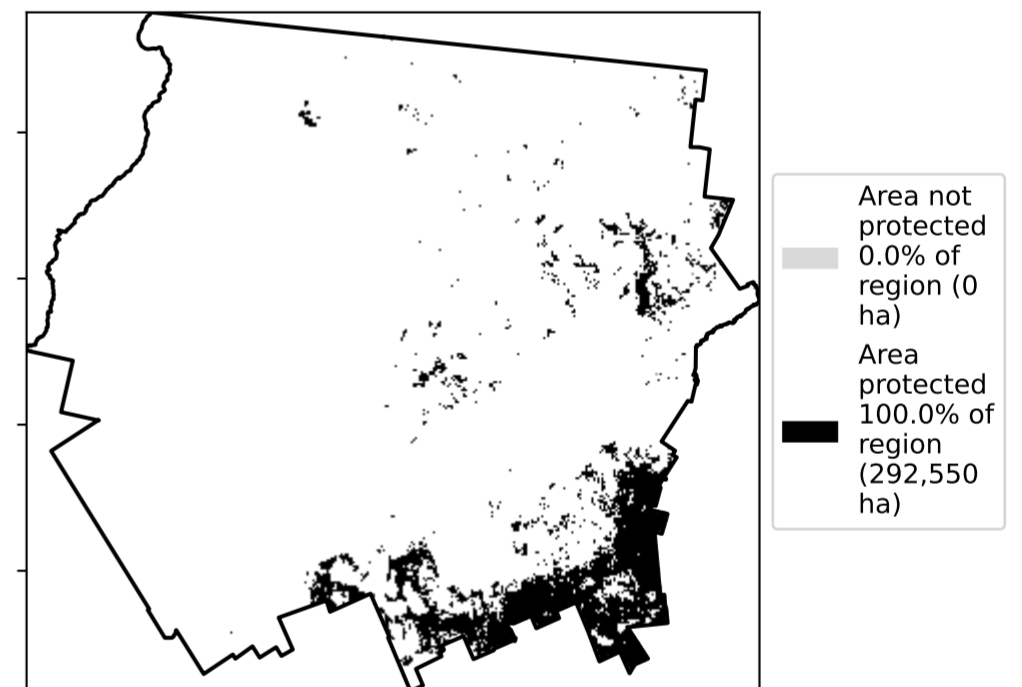 Area not
protected
0.0% of
region (0
ha)
Area
protected
100.0% of
region
(292,550
ha)